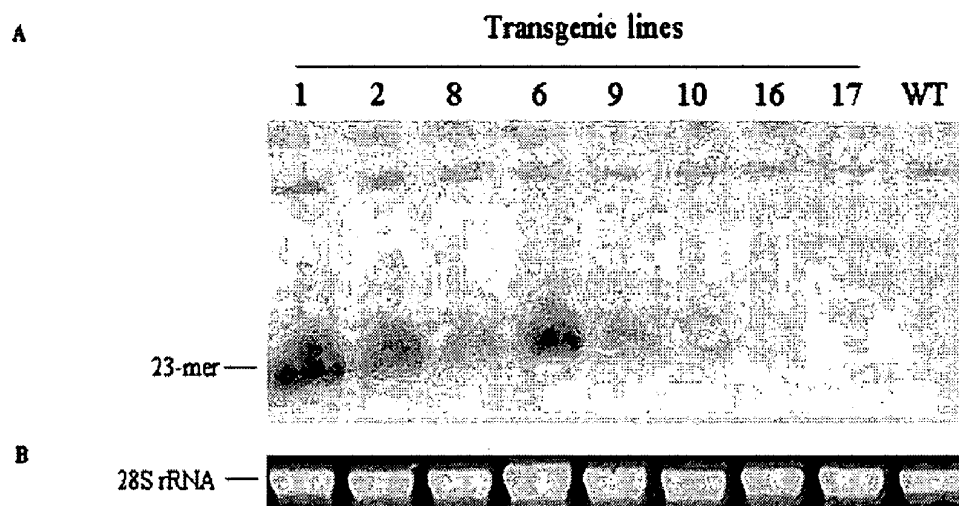 A
Transgenic lines
1 2 8 6 9 10 16 17 WT
23-mer
B
28S rRNA